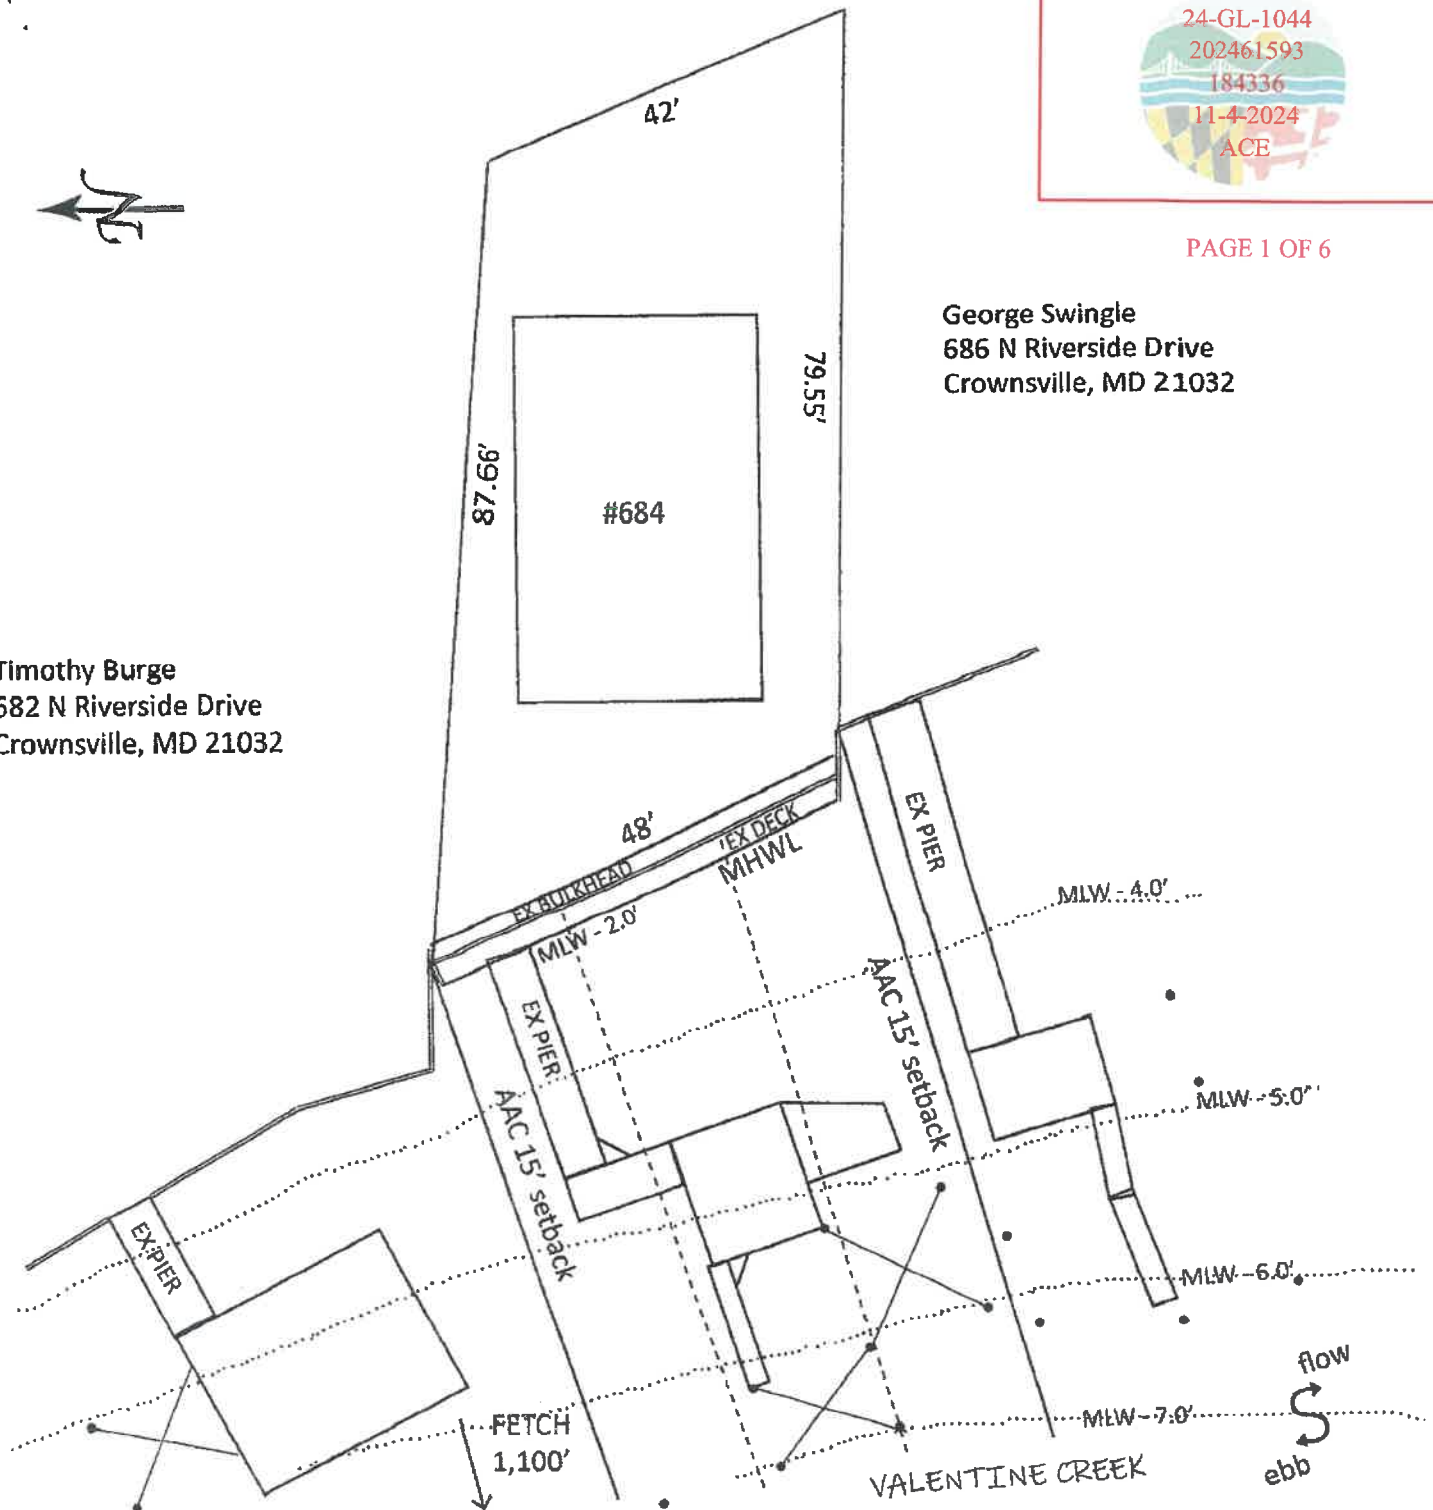 24-GL-1044
202461593
184336
11-4-2024
ACE
PAGE 1 OF 6
42'
N
George Swingle
686 N Riverside Drive
Crownsville, MD 21032
79.55'
87.66'
#684
Timothy Burge
682 N Riverside Drive
Crownsville, MD 21032
48'
'EX DECK
EX BULKHEAD
MHWL
EX PIER
MLW - 2.0'
MLW - 4.0'
EX PIER
AAC 15' setback
AAC 15' setback
MLW - 5.0'
EX PIER
MLW - 6.0'
flow
FETCH
1,100'
MLW - 7.0'
VALENTINE CREEK
ebb